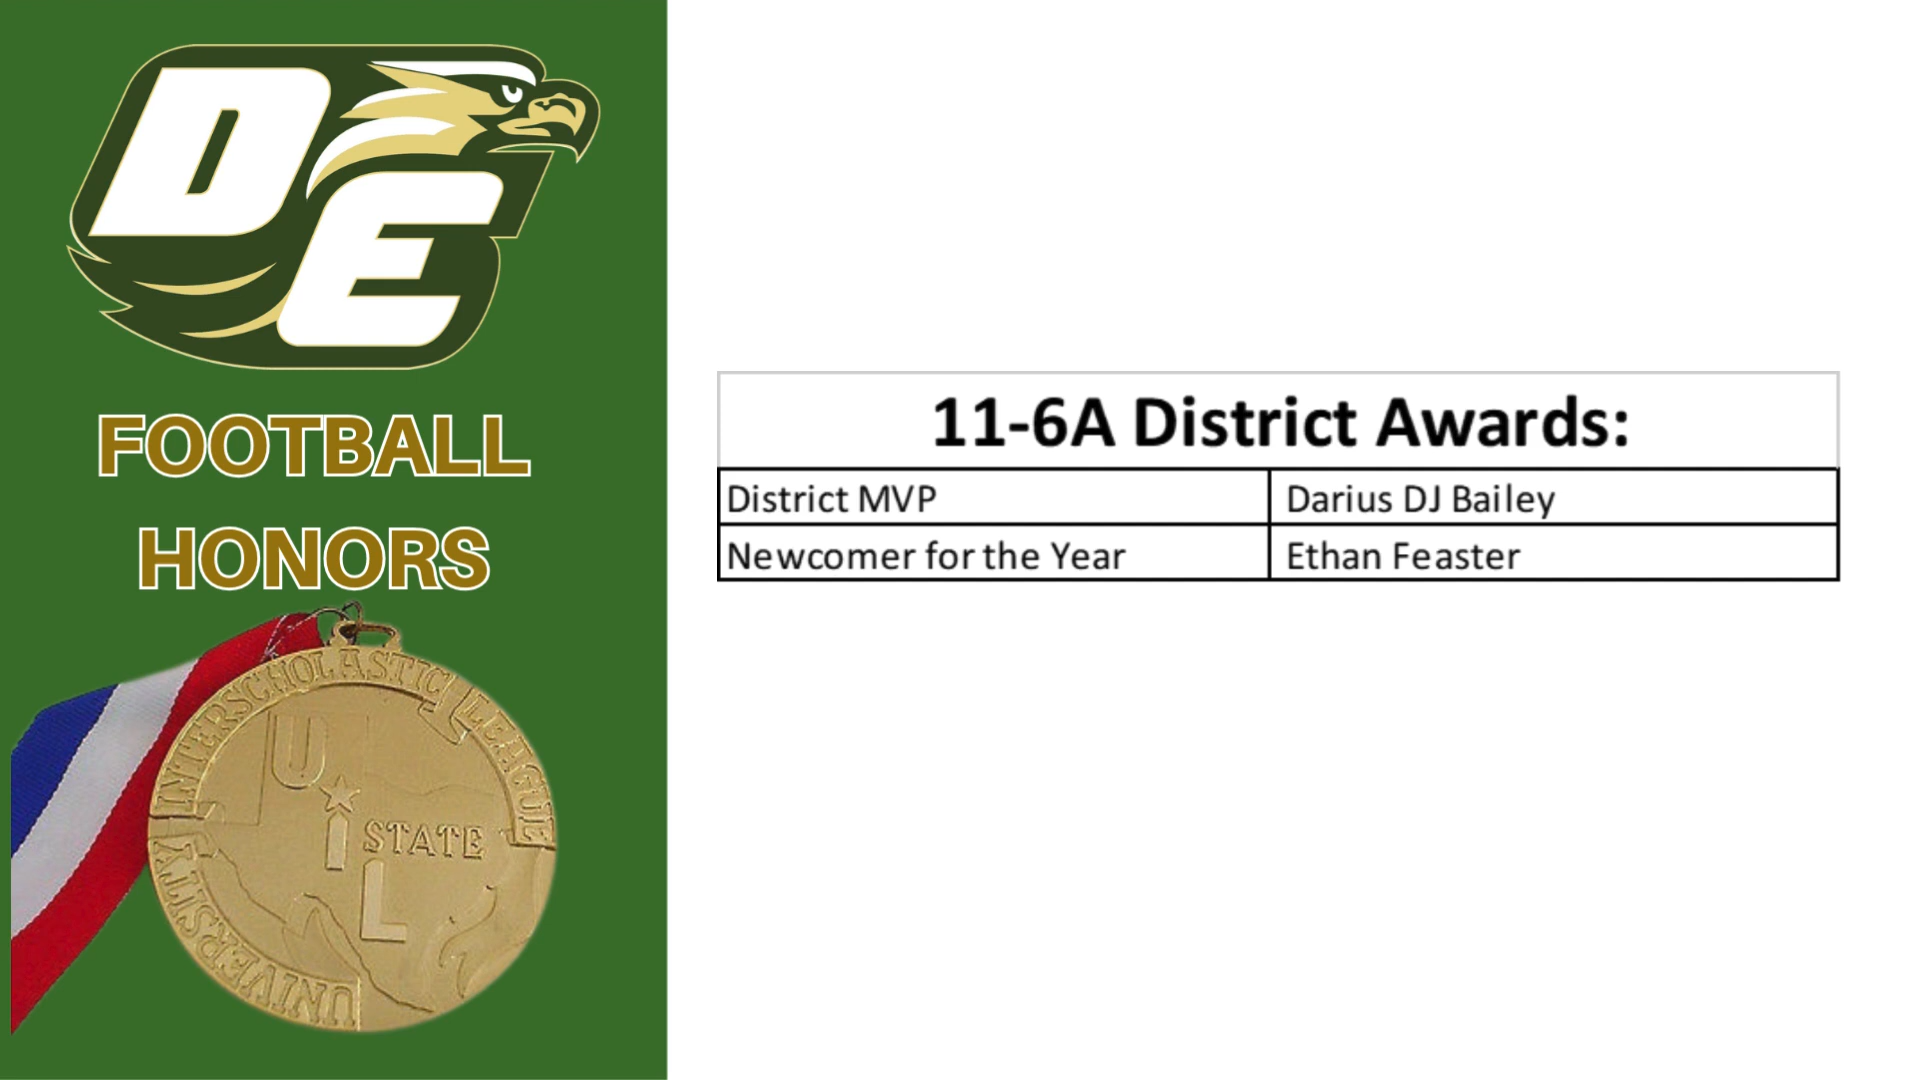 DE
FOOTBALL
HONORS
INTERSCHOLASTIC LEAGUE
UNIVERSITY
U
I STATE
L
11-6A District Awards:
District MVP Darius DJ Bailey
Newcomer for the Year Ethan Feaster